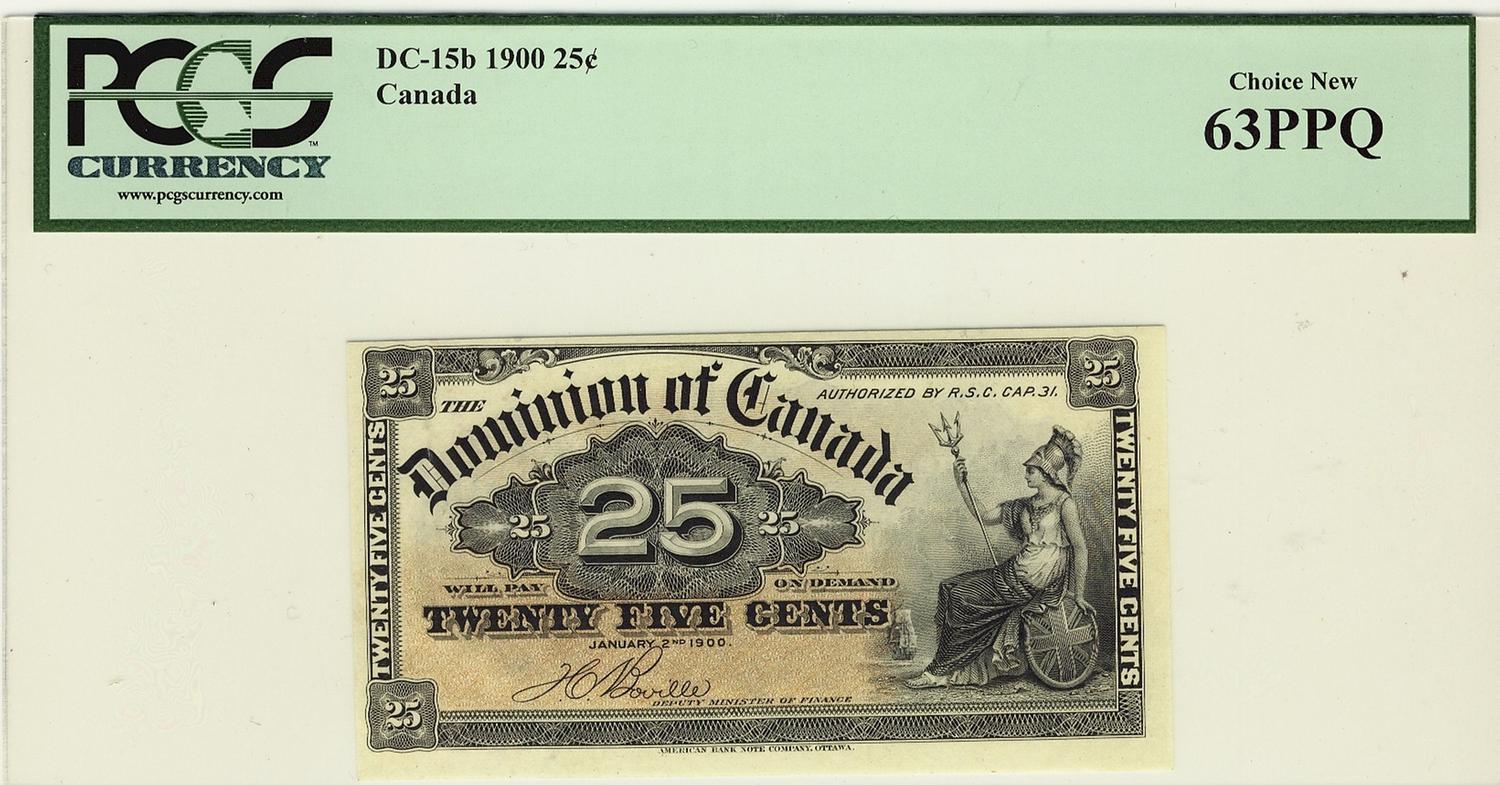 PCGS™
CURRENCY
www.pcgscurrency.com
DC-15b 1900 25¢
Canada
Choice New
63PPQ
25
25
THE
Dominion of Canada
AUTHORIZED BY R.S.C. CAP. 31.
TWENTY FIVE CENTS
25
25
25
TWENTY FIVE CENTS
WILL PAY
ON DEMAND
TWENTY FIVE CENTS
JANUARY 2ND 1900.
H C Boville
DEPUTY MINISTER OF FINANCE
25
AMERICAN BANK NOTE COMPANY, OTTAWA.